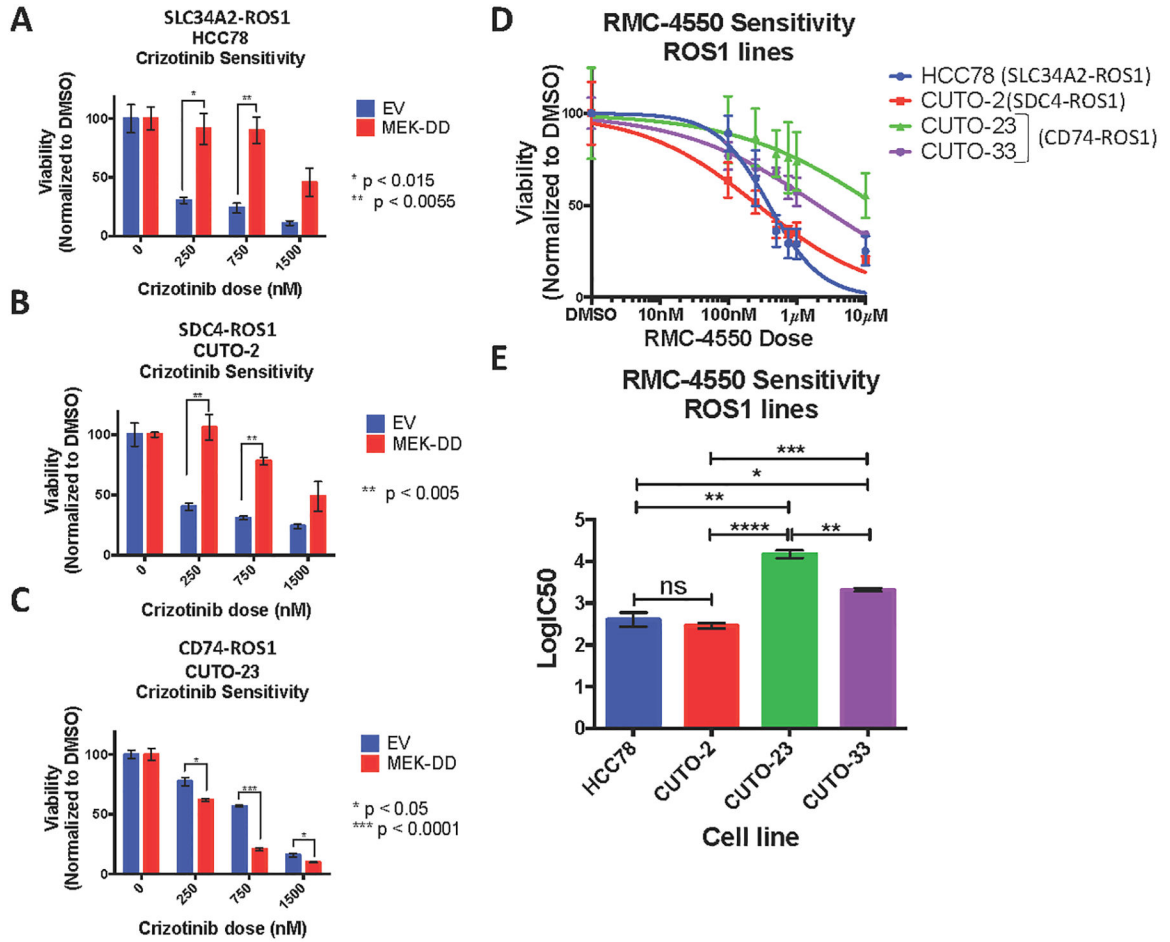 A
SLC34A2-ROS1
HCC78
Crizotinib Sensitivity
Viability
(Normalized to DMSO)
100
50
0
0
250
750
1500
Crizotinib dose (nM)
*
**
EV
MEK-DD
* p < 0.015
** p < 0.0055
B
SDC4-ROS1
CUTO-2
Crizotinib Sensitivity
Viability
(Normalized to DMSO)
100
50
0
0
250
750
1500
Crizotinib dose (nM)
**
**
EV
MEK-DD
** p < 0.005
C
CD74-ROS1
CUTO-23
Crizotinib Sensitivity
Viability
(Normalized to DMSO)
100
50
0
0
250
750
1500
Crizotinib dose (nM)
*
***
*
EV
MEK-DD
* p < 0.05
*** p < 0.0001
D
RMC-4550 Sensitivity
ROS1 lines
Viability
(Normalized to DMSO)
100
50
0
DMSO
10nM
100nM
1μM
10μM
RMC-4550 Dose
HCC78 (SLC34A2-ROS1)
CUTO-2(SDC4-ROS1)
CUTO-23
CUTO-33
(CD74-ROS1)
E
RMC-4550 Sensitivity
ROS1 lines
***
*
**
****
**
ns
LogIC50
5
4
3
2
1
0
HCC78
CUTO-2
CUTO-23
CUTO-33
Cell line